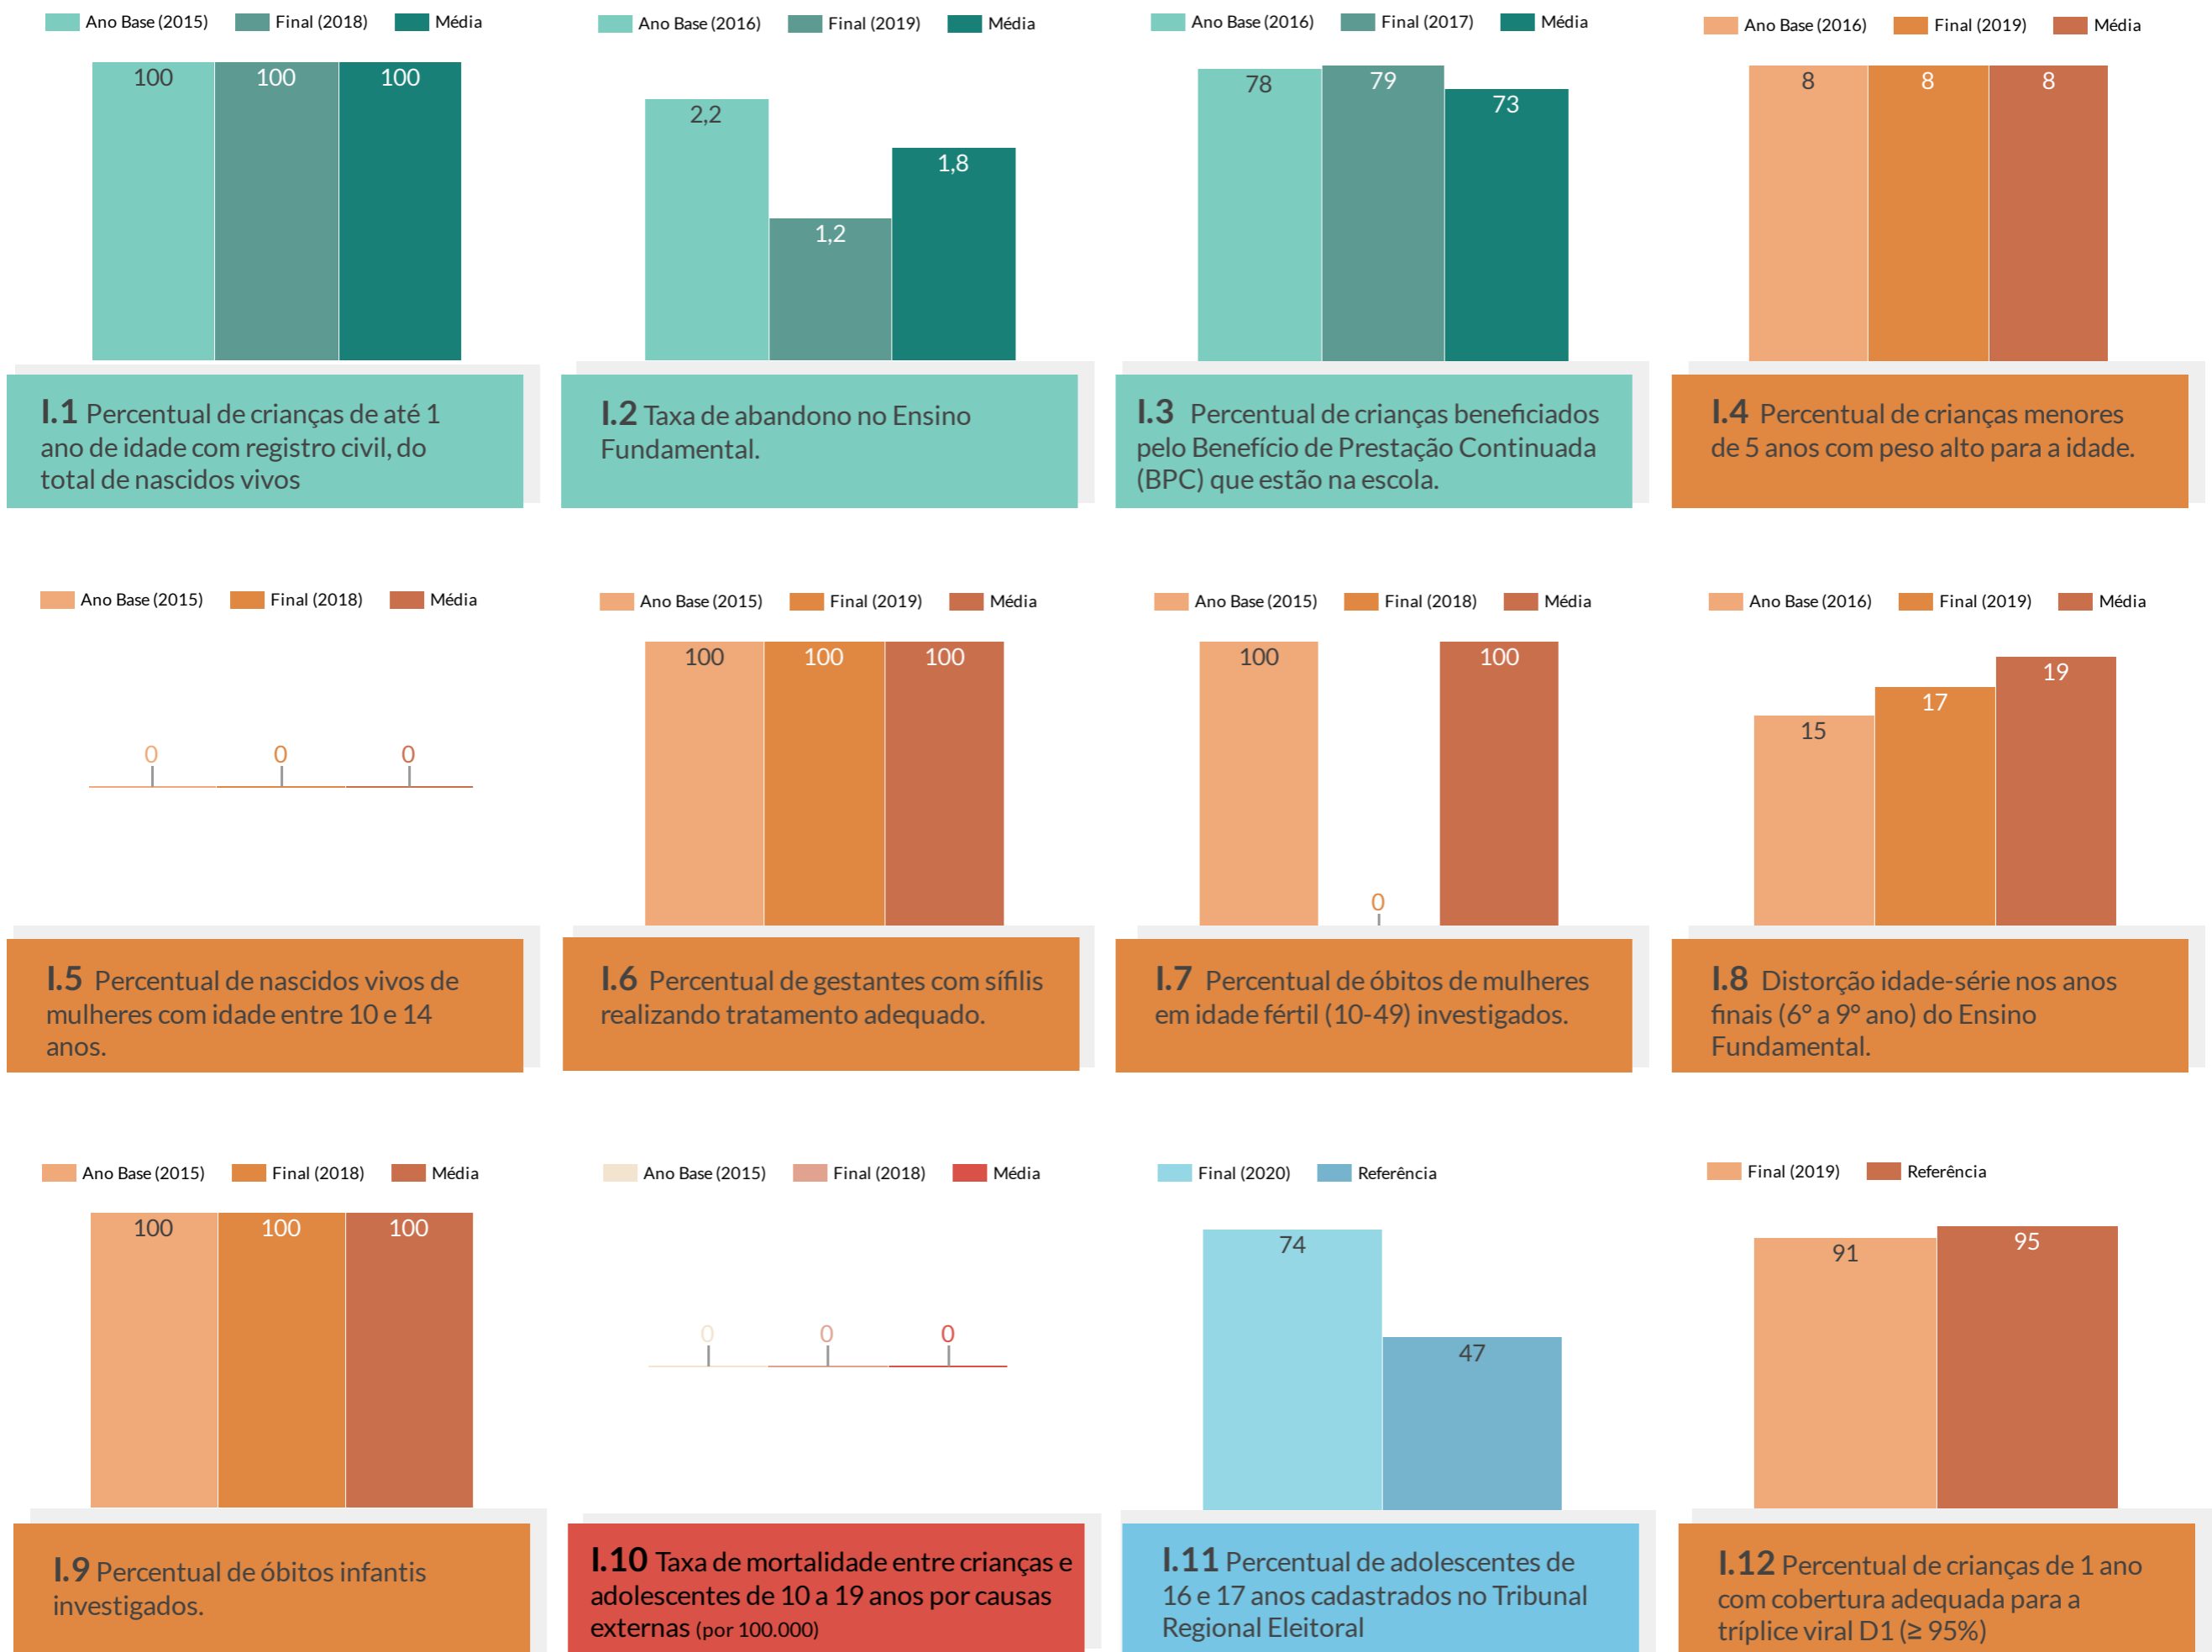 Ano Base (2015) Final (2018) Média
100 100 100
I.1 Percentual de crianças de até 1
ano de idade com registro civil, do
total de nascidos vivos
Ano Base (2016) Final (2019) Média
2,2
1,2
1,8
I.2 Taxa de abandono no Ensino
Fundamental.
Ano Base (2016) Final (2017) Média
78 79 73
I.3 Percentual de crianças beneficiados
pelo Benefício de Prestação Continuada
(BPC) que estão na escola.
Ano Base (2016) Final (2019) Média
8 8 8
I.4 Percentual de crianças menores
de 5 anos com peso alto para a idade.
Ano Base (2015) Final (2018) Média
0 0 0
I.5 Percentual de nascidos vivos de
mulheres com idade entre 10 e 14
anos.
Ano Base (2015) Final (2019) Média
100 100 100
I.6 Percentual de gestantes com sífilis
realizando tratamento adequado.
Ano Base (2015) Final (2018) Média
100 0 100
I.7 Percentual de óbitos de mulheres
em idade fértil (10-49) investigados.
Ano Base (2016) Final (2019) Média
15 17 19
I.8 Distorção idade-série nos anos
finais (6° a 9° ano) do Ensino
Fundamental.
Ano Base (2015) Final (2018) Média
100 100 100
I.9 Percentual de óbitos infantis
investigados.
Ano Base (2015) Final (2018) Média
0 0 0
I.10 Taxa de mortalidade entre crianças e
adolescentes de 10 a 19 anos por causas
externas (por 100.000)
Final (2020) Referência
74 47
I.11 Percentual de adolescentes de
16 e 17 anos cadastrados no Tribunal
Regional Eleitoral
Final (2019) Referência
91 95
I.12 Percentual de crianças de 1 ano
com cobertura adequada para a
tríplice viral D1 (≥ 95%)